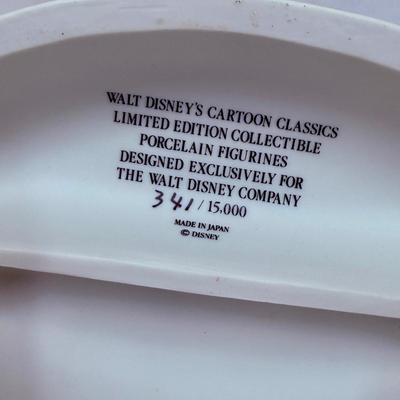 WALT DISNEY'S CARTOON CLASSICS
LIMITED EDITION COLLECTIBLE
PORCELAIN FIGURINES
DESIGNED EXCLUSIVELY FOR
THE WALT DISNEY COMPANY
341 / 15,000
MADE IN JAPAN
© DISNEY